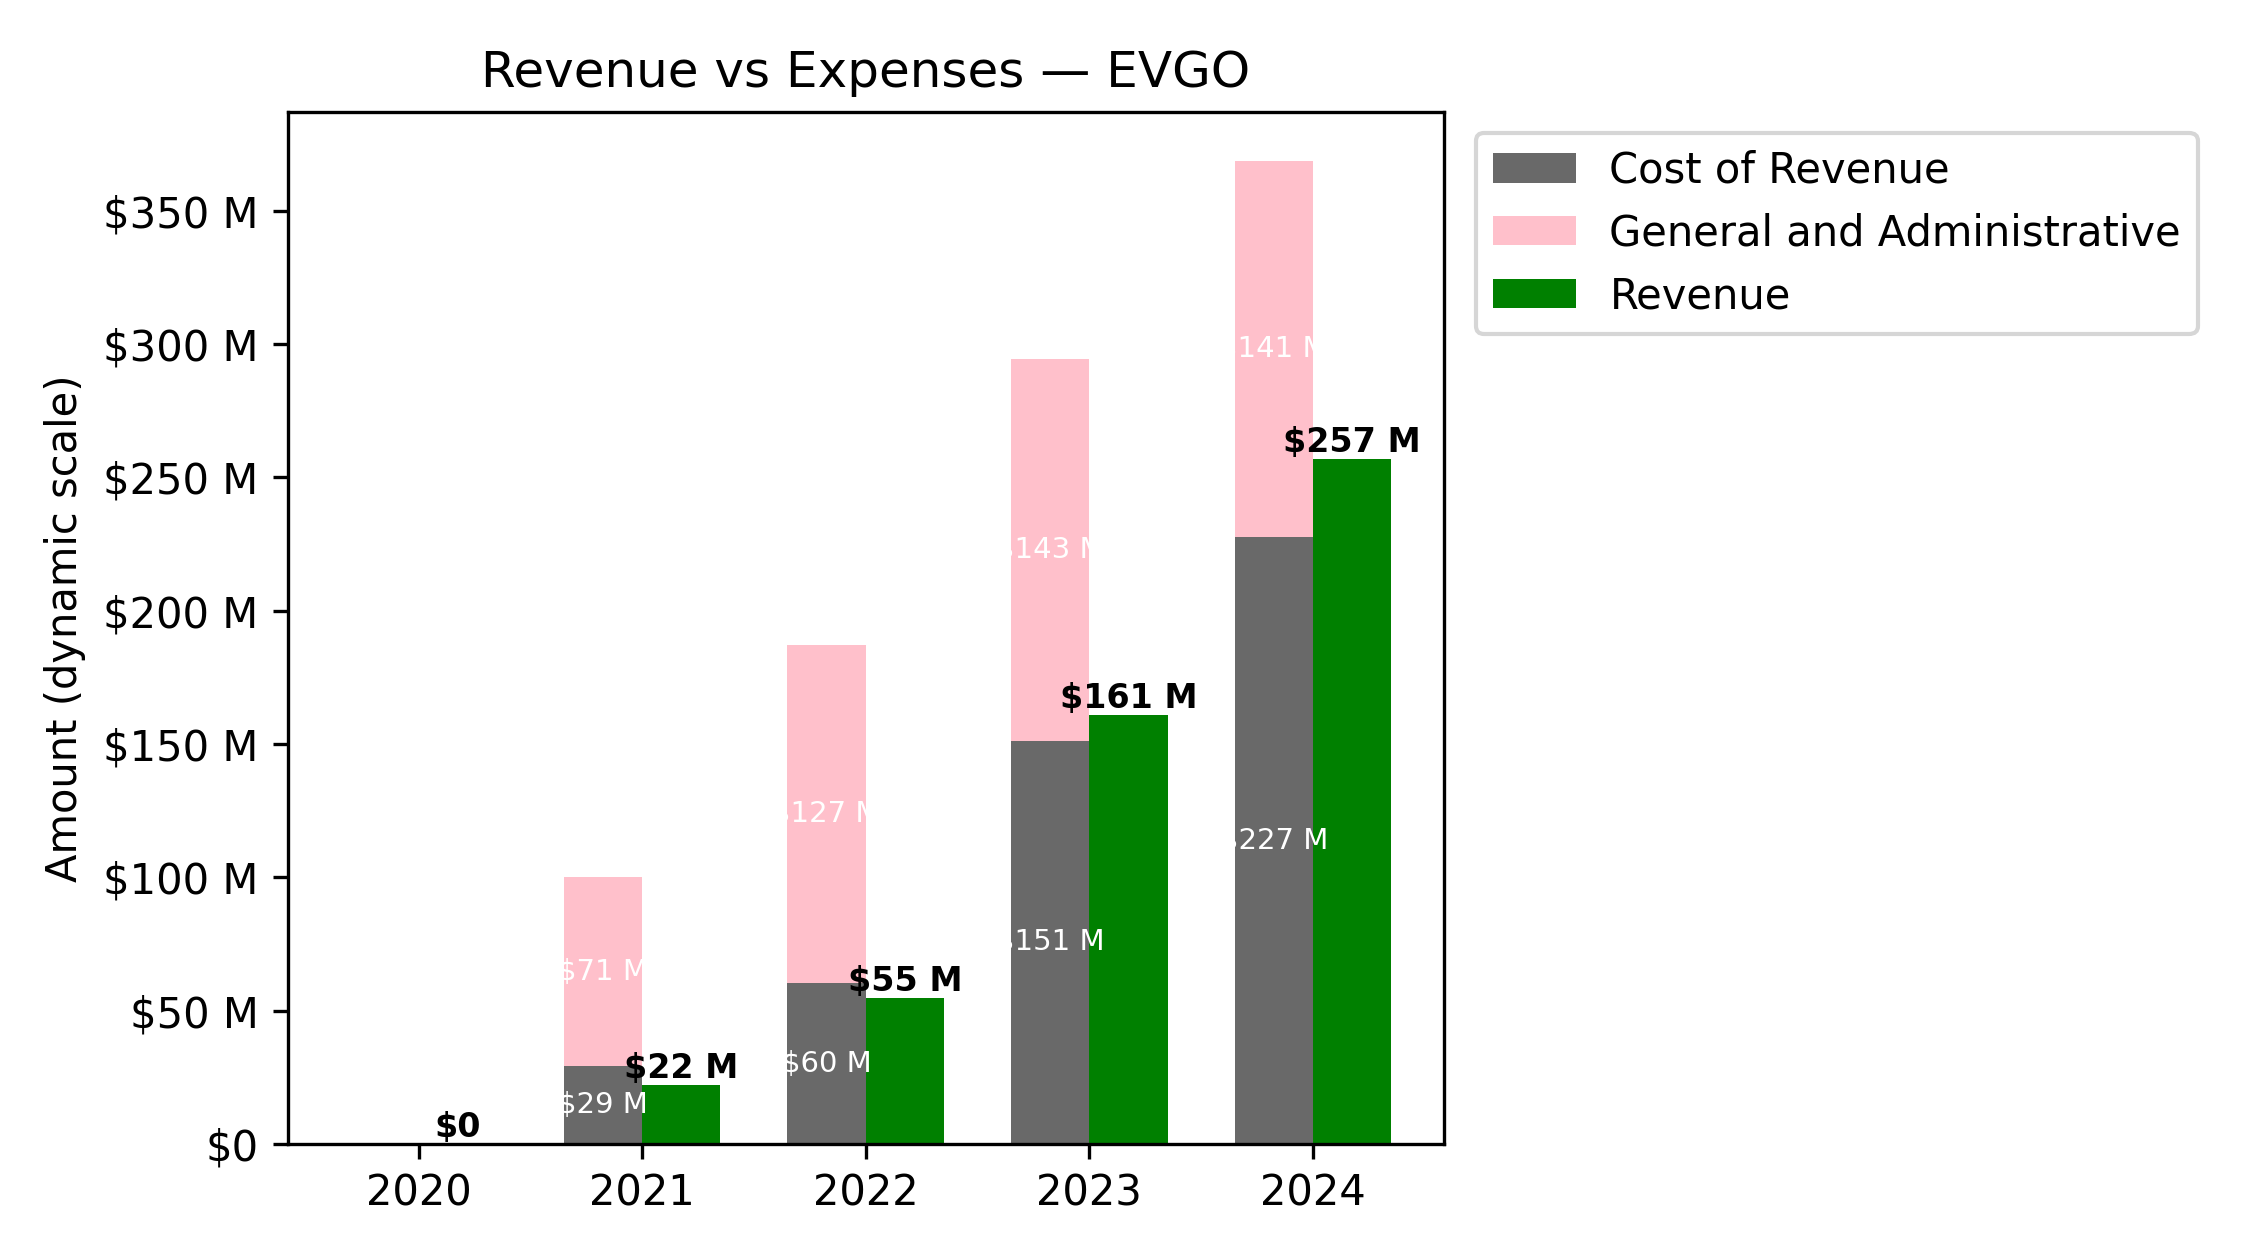 Revenue vs Expenses — EVGO
Cost of Revenue
General and Administrative
Revenue
Amount (dynamic scale)
$350 M
$300 M
$250 M
$200 M
$150 M
$100 M
$50 M
$0
141 M
$257 M
$143 M
$161 M
$127 M
$227 M
$151 M
$71 M
$55 M
$60 M
$22 M
$29 M
$0
2020 2021 2022 2023 2024